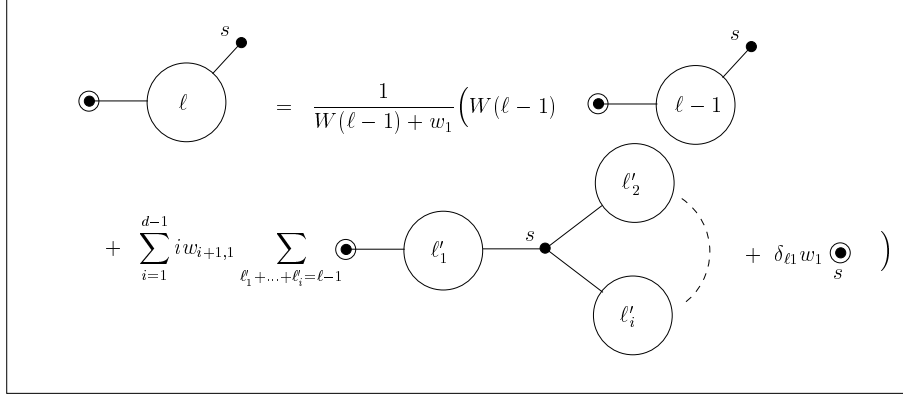 s
ℓ = 1 / (W(ℓ − 1) + w₁) ( W(ℓ − 1) ℓ − 1
s
+ ∑_{i=1}^{d−1} i w_{i+1,1} ∑_{ℓ′₁+...+ℓ′ᵢ=ℓ−1} ℓ′₁ s ℓ′₂ ℓ′ᵢ + δ_{ℓ1} w₁ s )